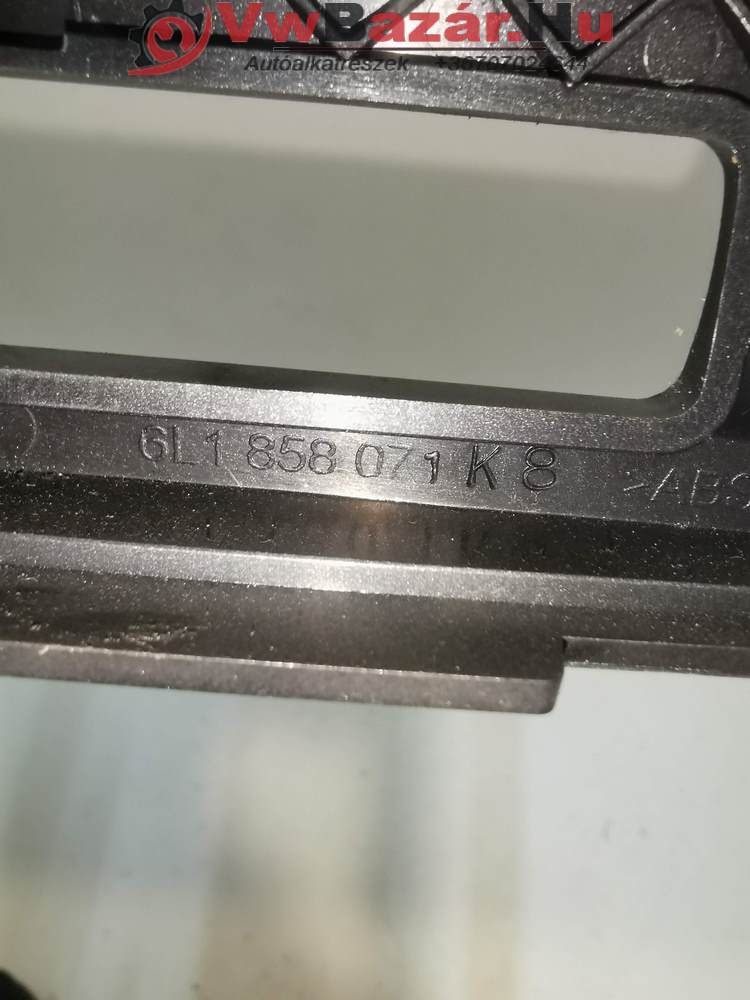 VwBazár.Hu
Autóalkatrészek
6L1 858 071 K 8
>ABS